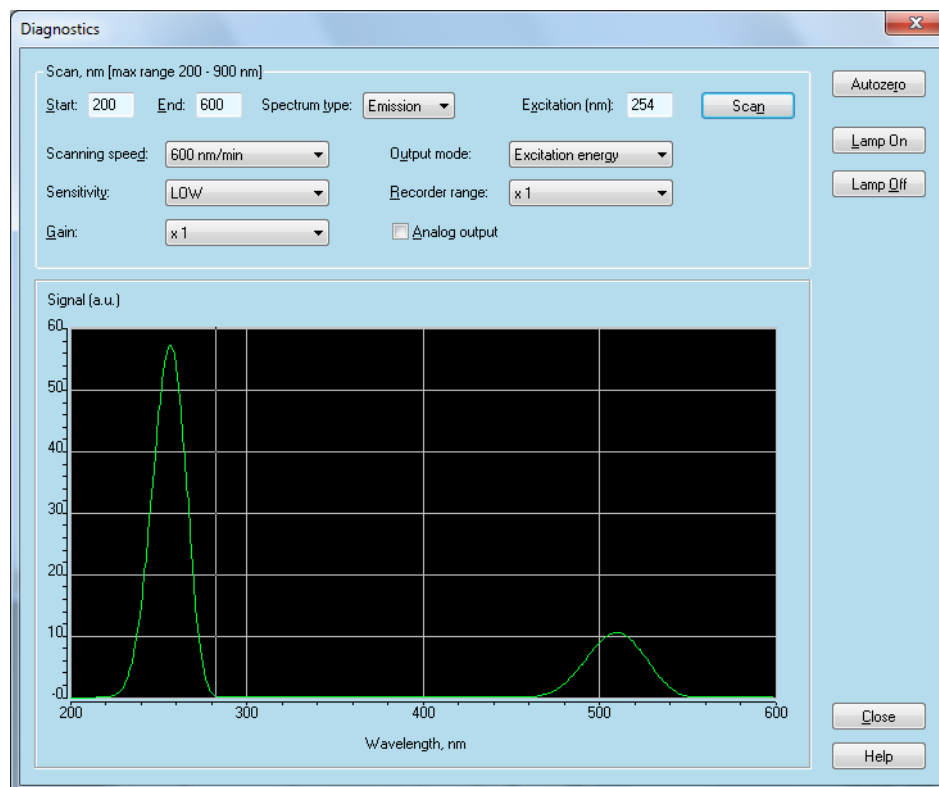 Diagnostics
Scan, nm [max range 200 - 900 nm]
Start: 200 End: 600 Spectrum type: Emission Excitation (nm): 254 Scan
Autozero
Scanning speed: 600 nm/min Output mode: Excitation energy
Lamp On
Sensitivity: LOW Recorder range: x 1
Lamp Off
Gain: x 1 Analog output
Signal (a.u.)
60
50
40
30
20
10
-0
200 300 400 500 600
Wavelength, nm
Close
Help